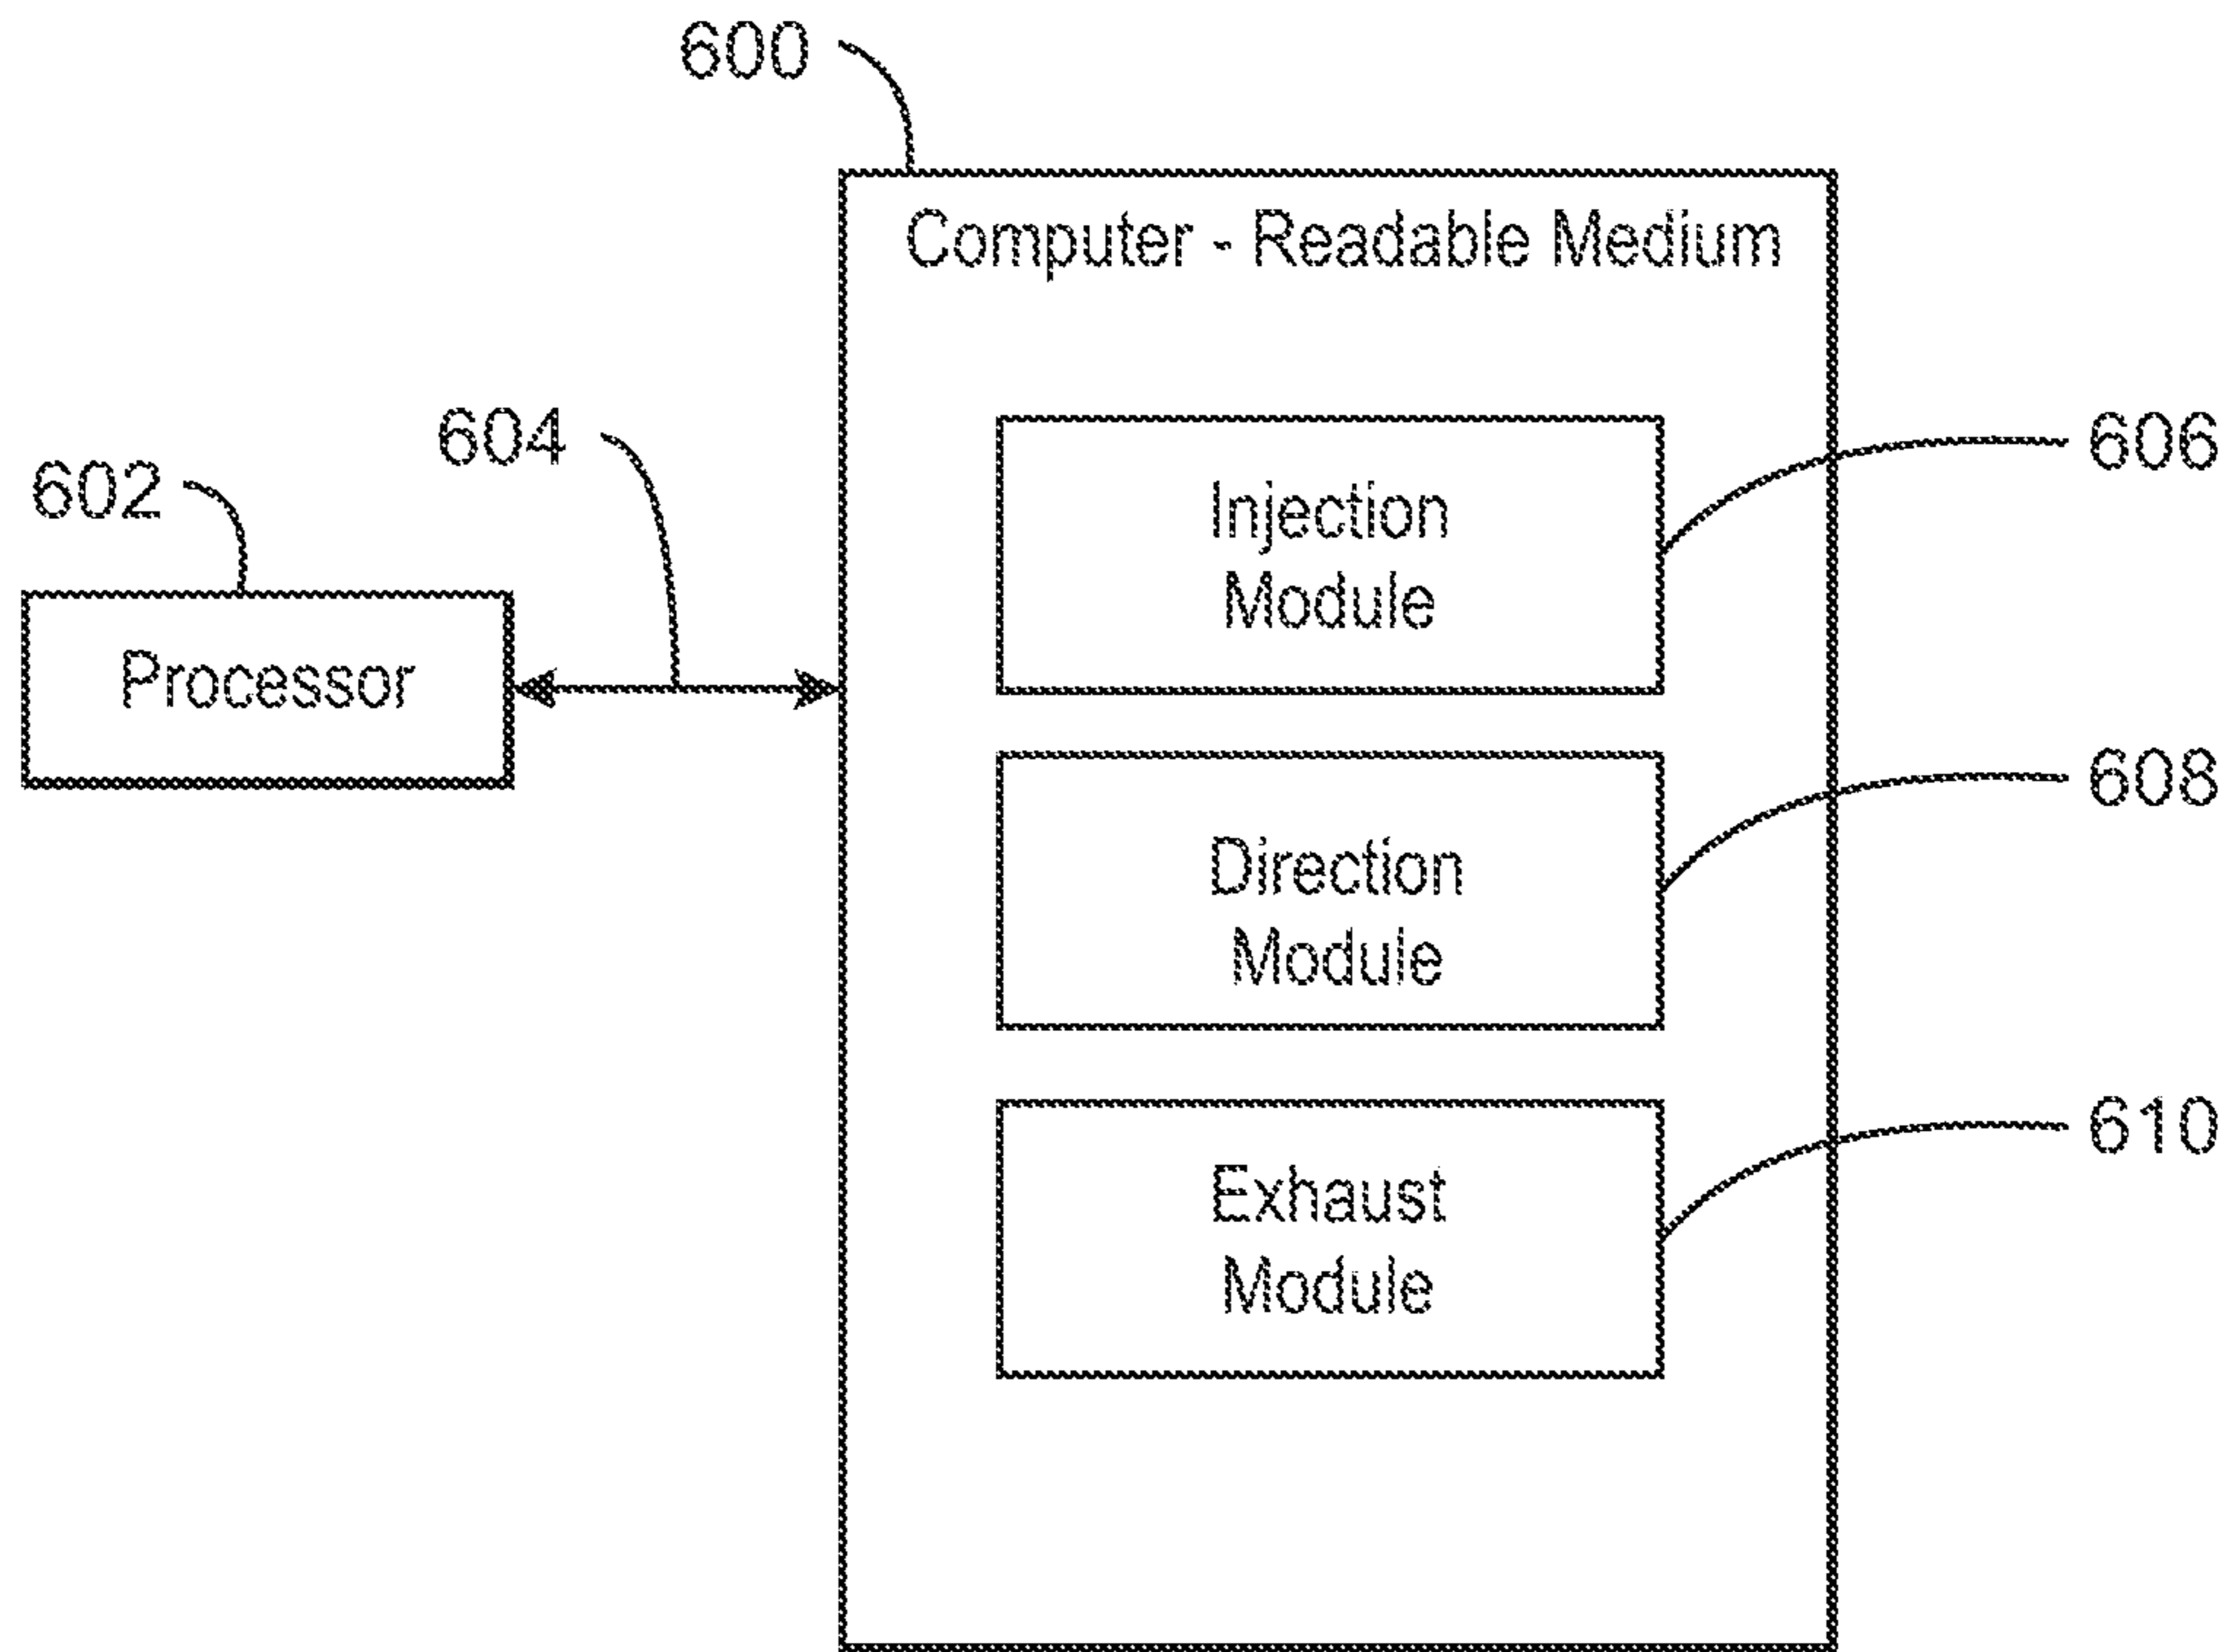 600
Computer - Readable Medium
604
606
602
Injection
Module
Processor
608
Direction
Module
610
Exhaust
Module